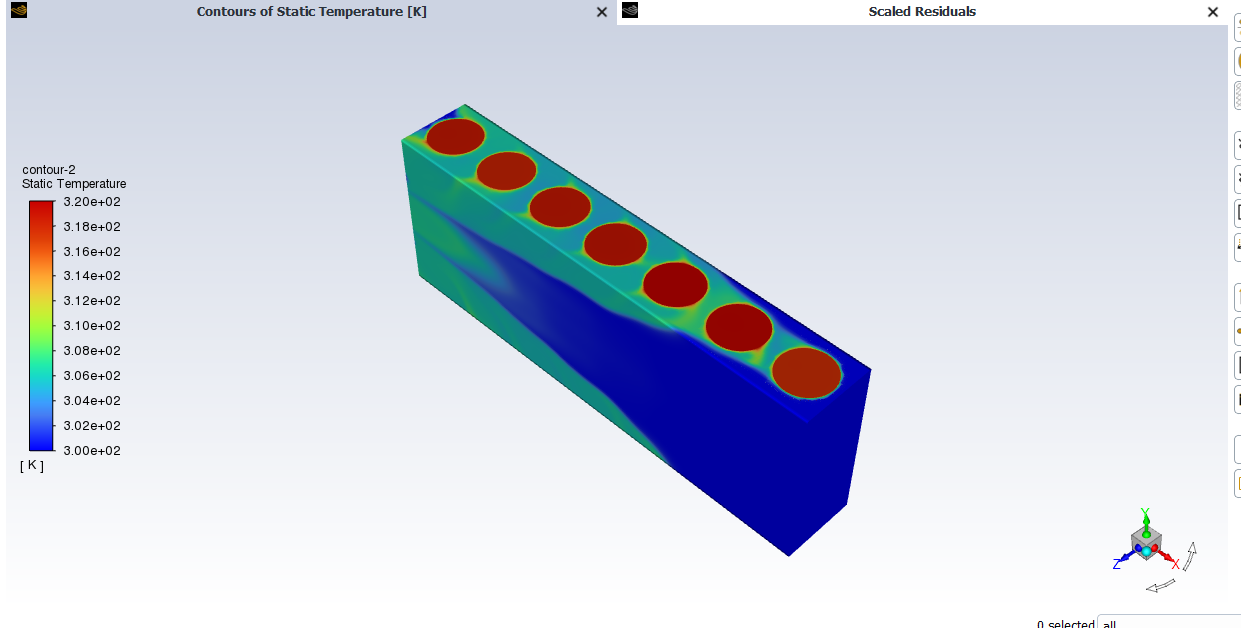 Contours of Static Temperature [K]
Scaled Residuals
contour-2
Static Temperature
3.20e+02
3.18e+02
3.16e+02
3.14e+02
3.12e+02
3.10e+02
3.08e+02
3.06e+02
3.04e+02
3.02e+02
3.00e+02
[ K ]
Y
Z
X
0 selected all